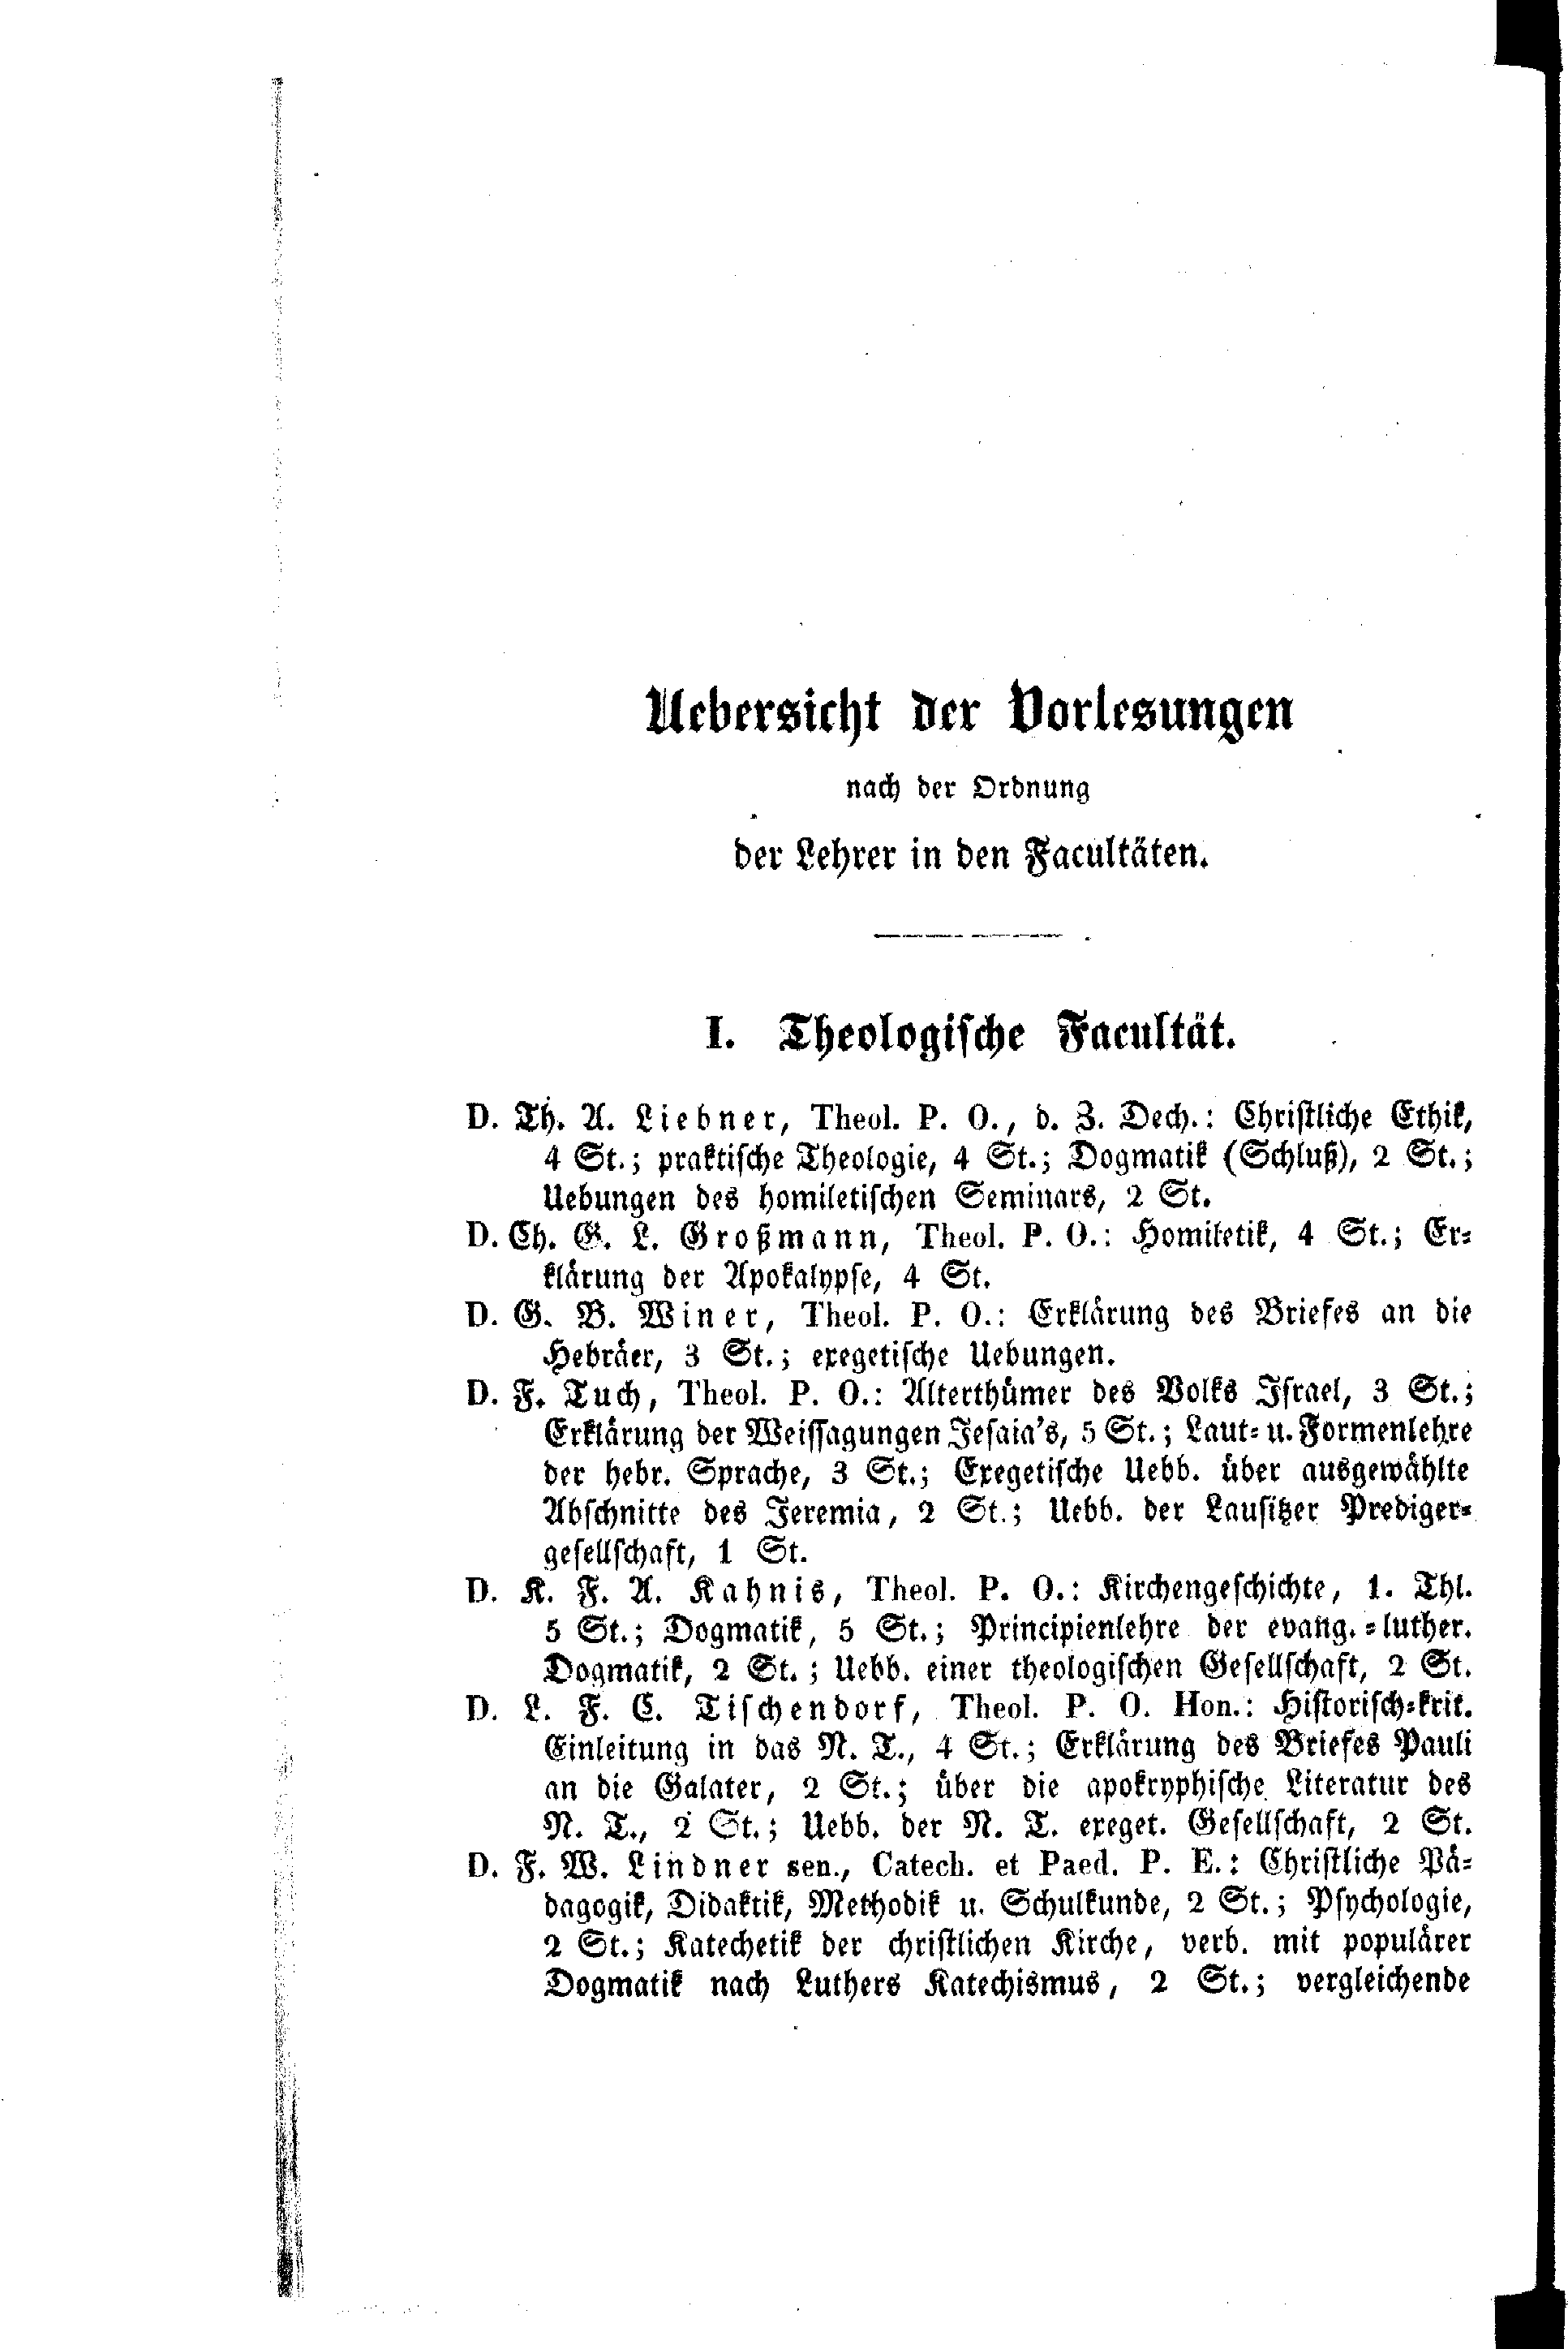 Uebersicht der Vorlesungen
nach der Ordnung
der Lehrer in den Facultäten.
I. Theologische Facultät.
D. Th. A. Liebner, Theol. P. O., d. Z. Dech.: Christliche Ethik,
4 St.; praktische Theologie, 4 St.; Dogmatik (Schluß), 2 St.;
Uebungen des homiletischen Seminars, 2 St.
D. Ch. G. L. Großmann, Theol. P. O.: Homiletik, 4 St.; Er-
klärung der Apokalypse, 4 St.
D. G. B. Winer, Theol. P. O.: Erklärung des Briefes an die
Hebräer, 3 St.; exegetische Uebungen.
D. F. Tuch, Theol. P. O.: Alterthümer des Volks Israel, 3 St.;
Erklärung der Weissagungen Jesaia's, 5 St.; Laut- u. Formenlehre
der hebr. Sprache, 3 St.; Exegetische Uebb. über ausgewählte
Abschnitte des Jeremia, 2 St.; Uebb. der Lausitzer Prediger-
gesellschaft, 1 St.
D. K. F. A. Kahnis, Theol. P. O.: Kirchengeschichte, 1. Thl.
5 St.; Dogmatik, 5 St.; Principienlehre der evang.-luther.
Dogmatik, 2 St.; Uebb. einer theologischen Gesellschaft, 2 St.
D. L. F. C. Tischendorf, Theol. P. O. Hon.: Historisch-krit.
Einleitung in das N. T., 4 St.; Erklärung des Briefes Pauli
an die Galater, 2 St.; über die apokryphische Literatur des
N. T., 2 St.; Uebb. der N. T. exeget. Gesellschaft, 2 St.
D. F. W. Lindner sen., Catech. et Paed. P. E.: Christliche Pä-
dagogik, Didaktik, Methodik u. Schulkunde, 2 St.; Psychologie,
2 St.; Katechetik der christlichen Kirche, verb. mit populärer
Dogmatik nach Luthers Katechismus, 2 St.; vergleichende